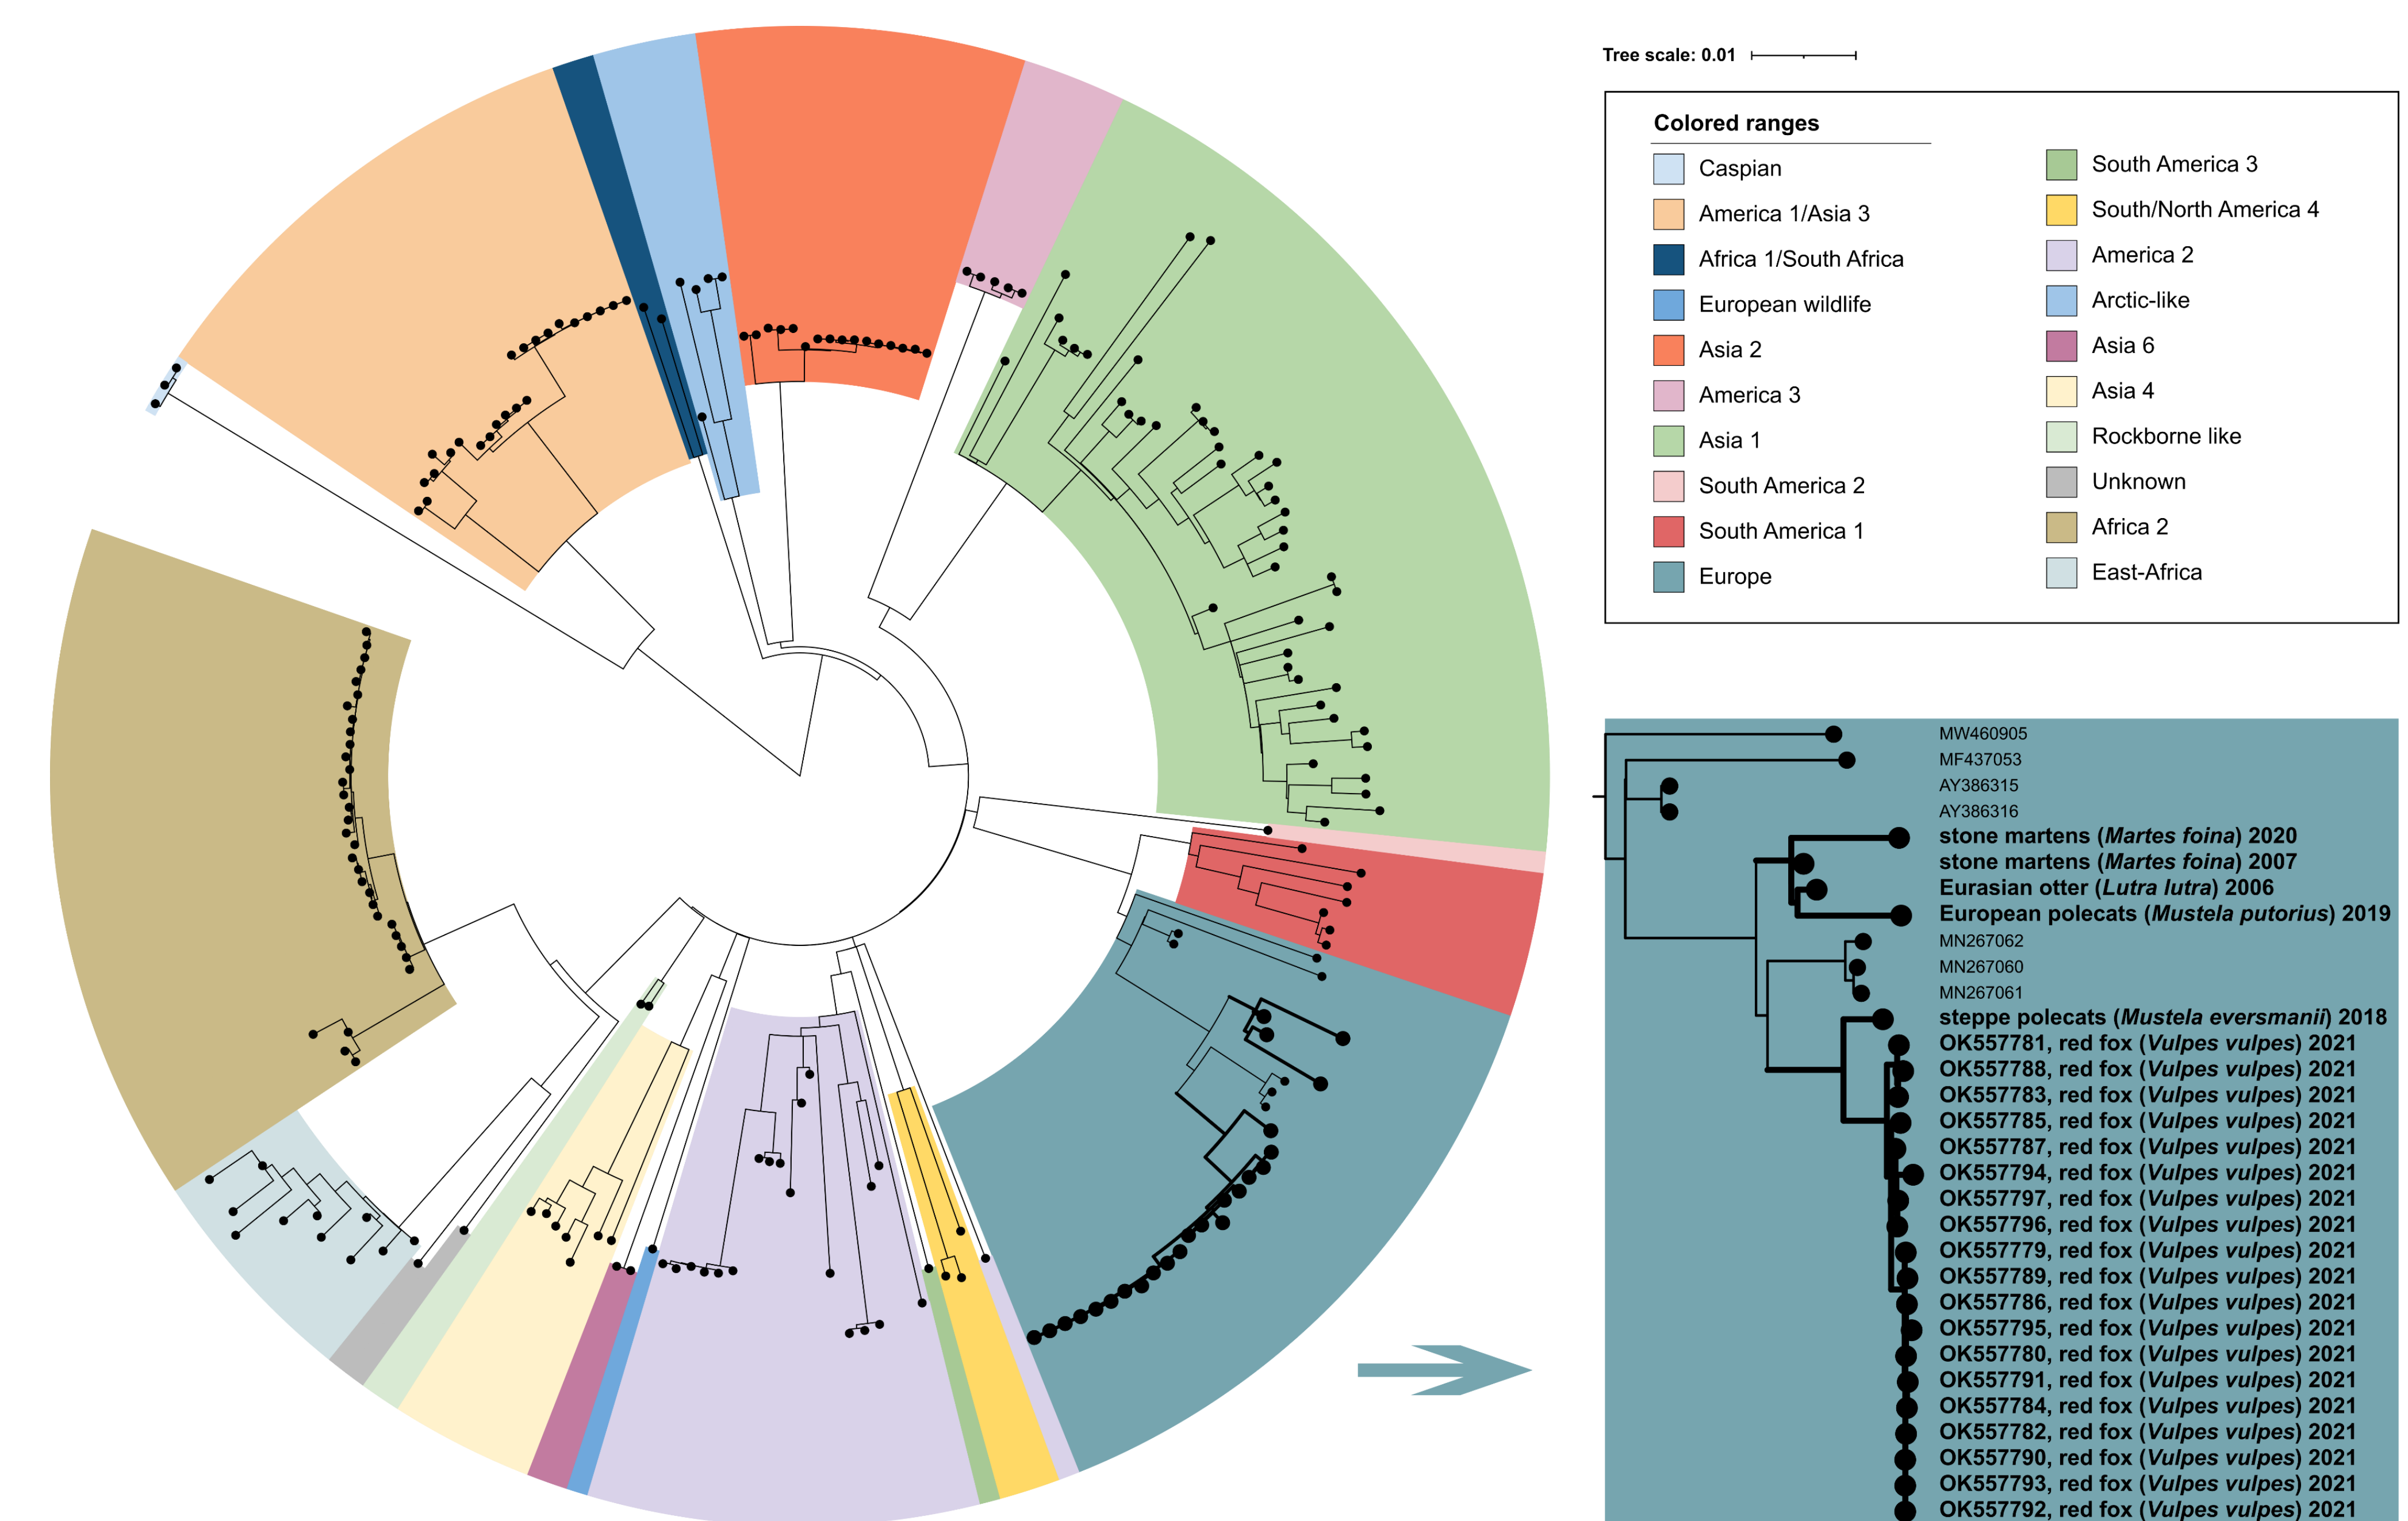 Tree scale: 0.01
Colored ranges
Caspian
America 1/Asia 3
Africa 1/South Africa
European wildlife
Asia 2
America 3
Asia 1
South America 2
South America 1
Europe
South America 3
South/North America 4
America 2
Arctic-like
Asia 6
Asia 4
Rockborne like
Unknown
Africa 2
East-Africa
MW460905
MF437053
AY386315
AY386316
stone martens (Martes foina) 2020
stone martens (Martes foina) 2007
Eurasian otter (Lutra lutra) 2006
European polecats (Mustela putorius) 2019
MN267062
MN267060
MN267061
steppe polecats (Mustela eversmanii) 2018
OK557781, red fox (Vulpes vulpes) 2021
OK557788, red fox (Vulpes vulpes) 2021
OK557783, red fox (Vulpes vulpes) 2021
OK557785, red fox (Vulpes vulpes) 2021
OK557787, red fox (Vulpes vulpes) 2021
OK557794, red fox (Vulpes vulpes) 2021
OK557797, red fox (Vulpes vulpes) 2021
OK557796, red fox (Vulpes vulpes) 2021
OK557779, red fox (Vulpes vulpes) 2021
OK557789, red fox (Vulpes vulpes) 2021
OK557786, red fox (Vulpes vulpes) 2021
OK557795, red fox (Vulpes vulpes) 2021
OK557780, red fox (Vulpes vulpes) 2021
OK557791, red fox (Vulpes vulpes) 2021
OK557784, red fox (Vulpes vulpes) 2021
OK557782, red fox (Vulpes vulpes) 2021
OK557790, red fox (Vulpes vulpes) 2021
OK557793, red fox (Vulpes vulpes) 2021
OK557792, red fox (Vulpes vulpes) 2021